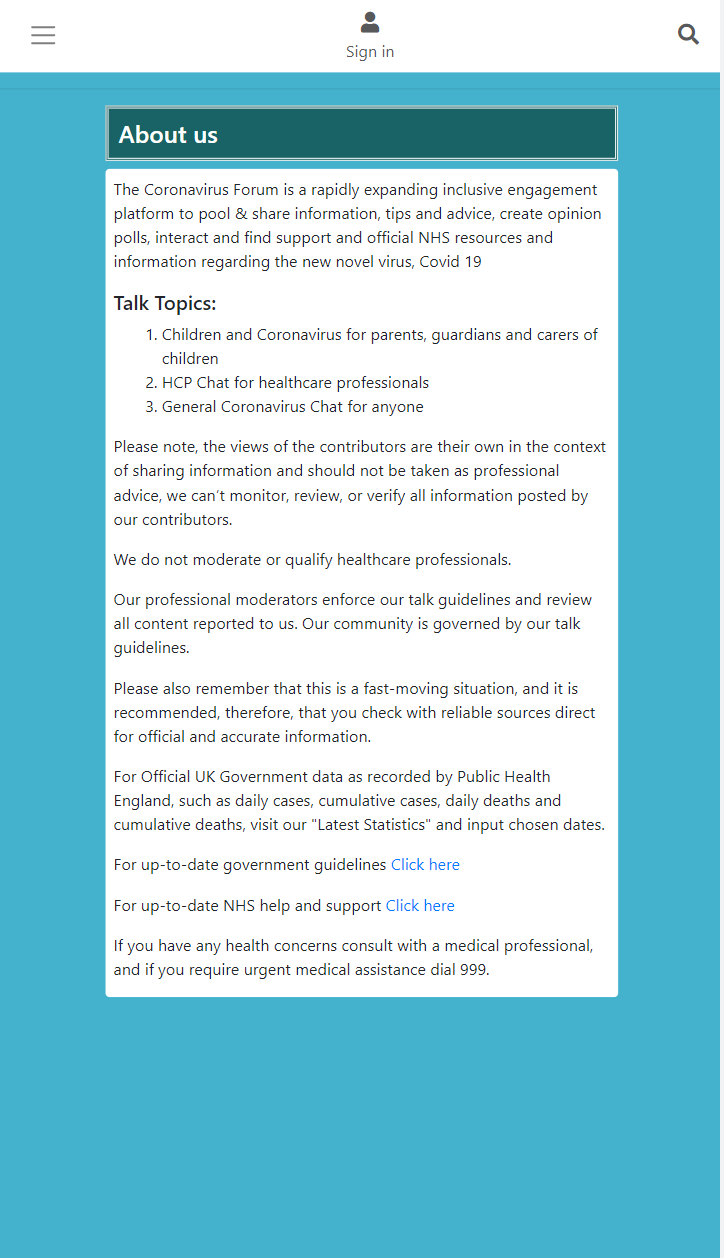 Sign in
About us
The Coronavirus Forum is a rapidly expanding inclusive engagement
platform to pool & share information, tips and advice, create opinion
polls, interact and find support and official NHS resources and
information regarding the new novel virus, Covid 19
Talk Topics:
1. Children and Coronavirus for parents, guardians and carers of
children
2. HCP Chat for healthcare professionals
3. General Coronavirus Chat for anyone
Please note, the views of the contributors are their own in the context
of sharing information and should not be taken as professional
advice, we can’t monitor, review, or verify all information posted by
our contributors.
We do not moderate or qualify healthcare professionals.
Our professional moderators enforce our talk guidelines and review
all content reported to us. Our community is governed by our talk
guidelines.
Please also remember that this is a fast-moving situation, and it is
recommended, therefore, that you check with reliable sources direct
for official and accurate information.
For Official UK Government data as recorded by Public Health
England, such as daily cases, cumulative cases, daily deaths and
cumulative deaths, visit our "Latest Statistics" and input chosen dates.
For up-to-date government guidelines Click here
For up-to-date NHS help and support Click here
If you have any health concerns consult with a medical professional,
and if you require urgent medical assistance dial 999.